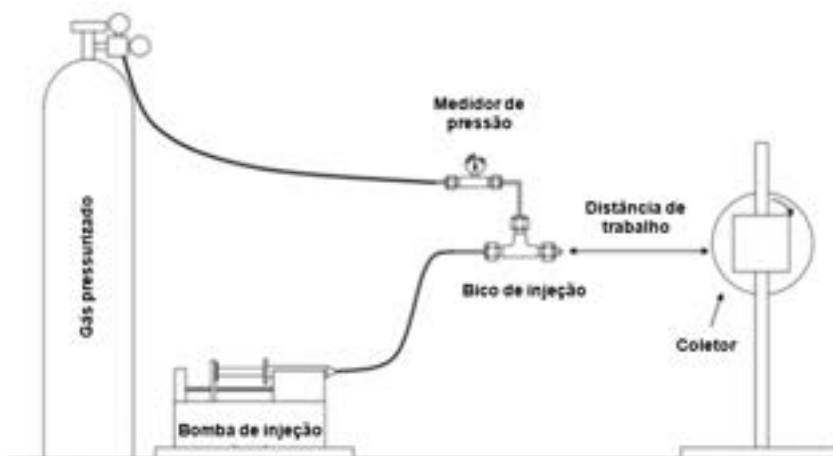 Gás pressurizado
Medidor de
pressão
Distância de
trabalho
Bico de injeção
Coletor
Bomba de injeção